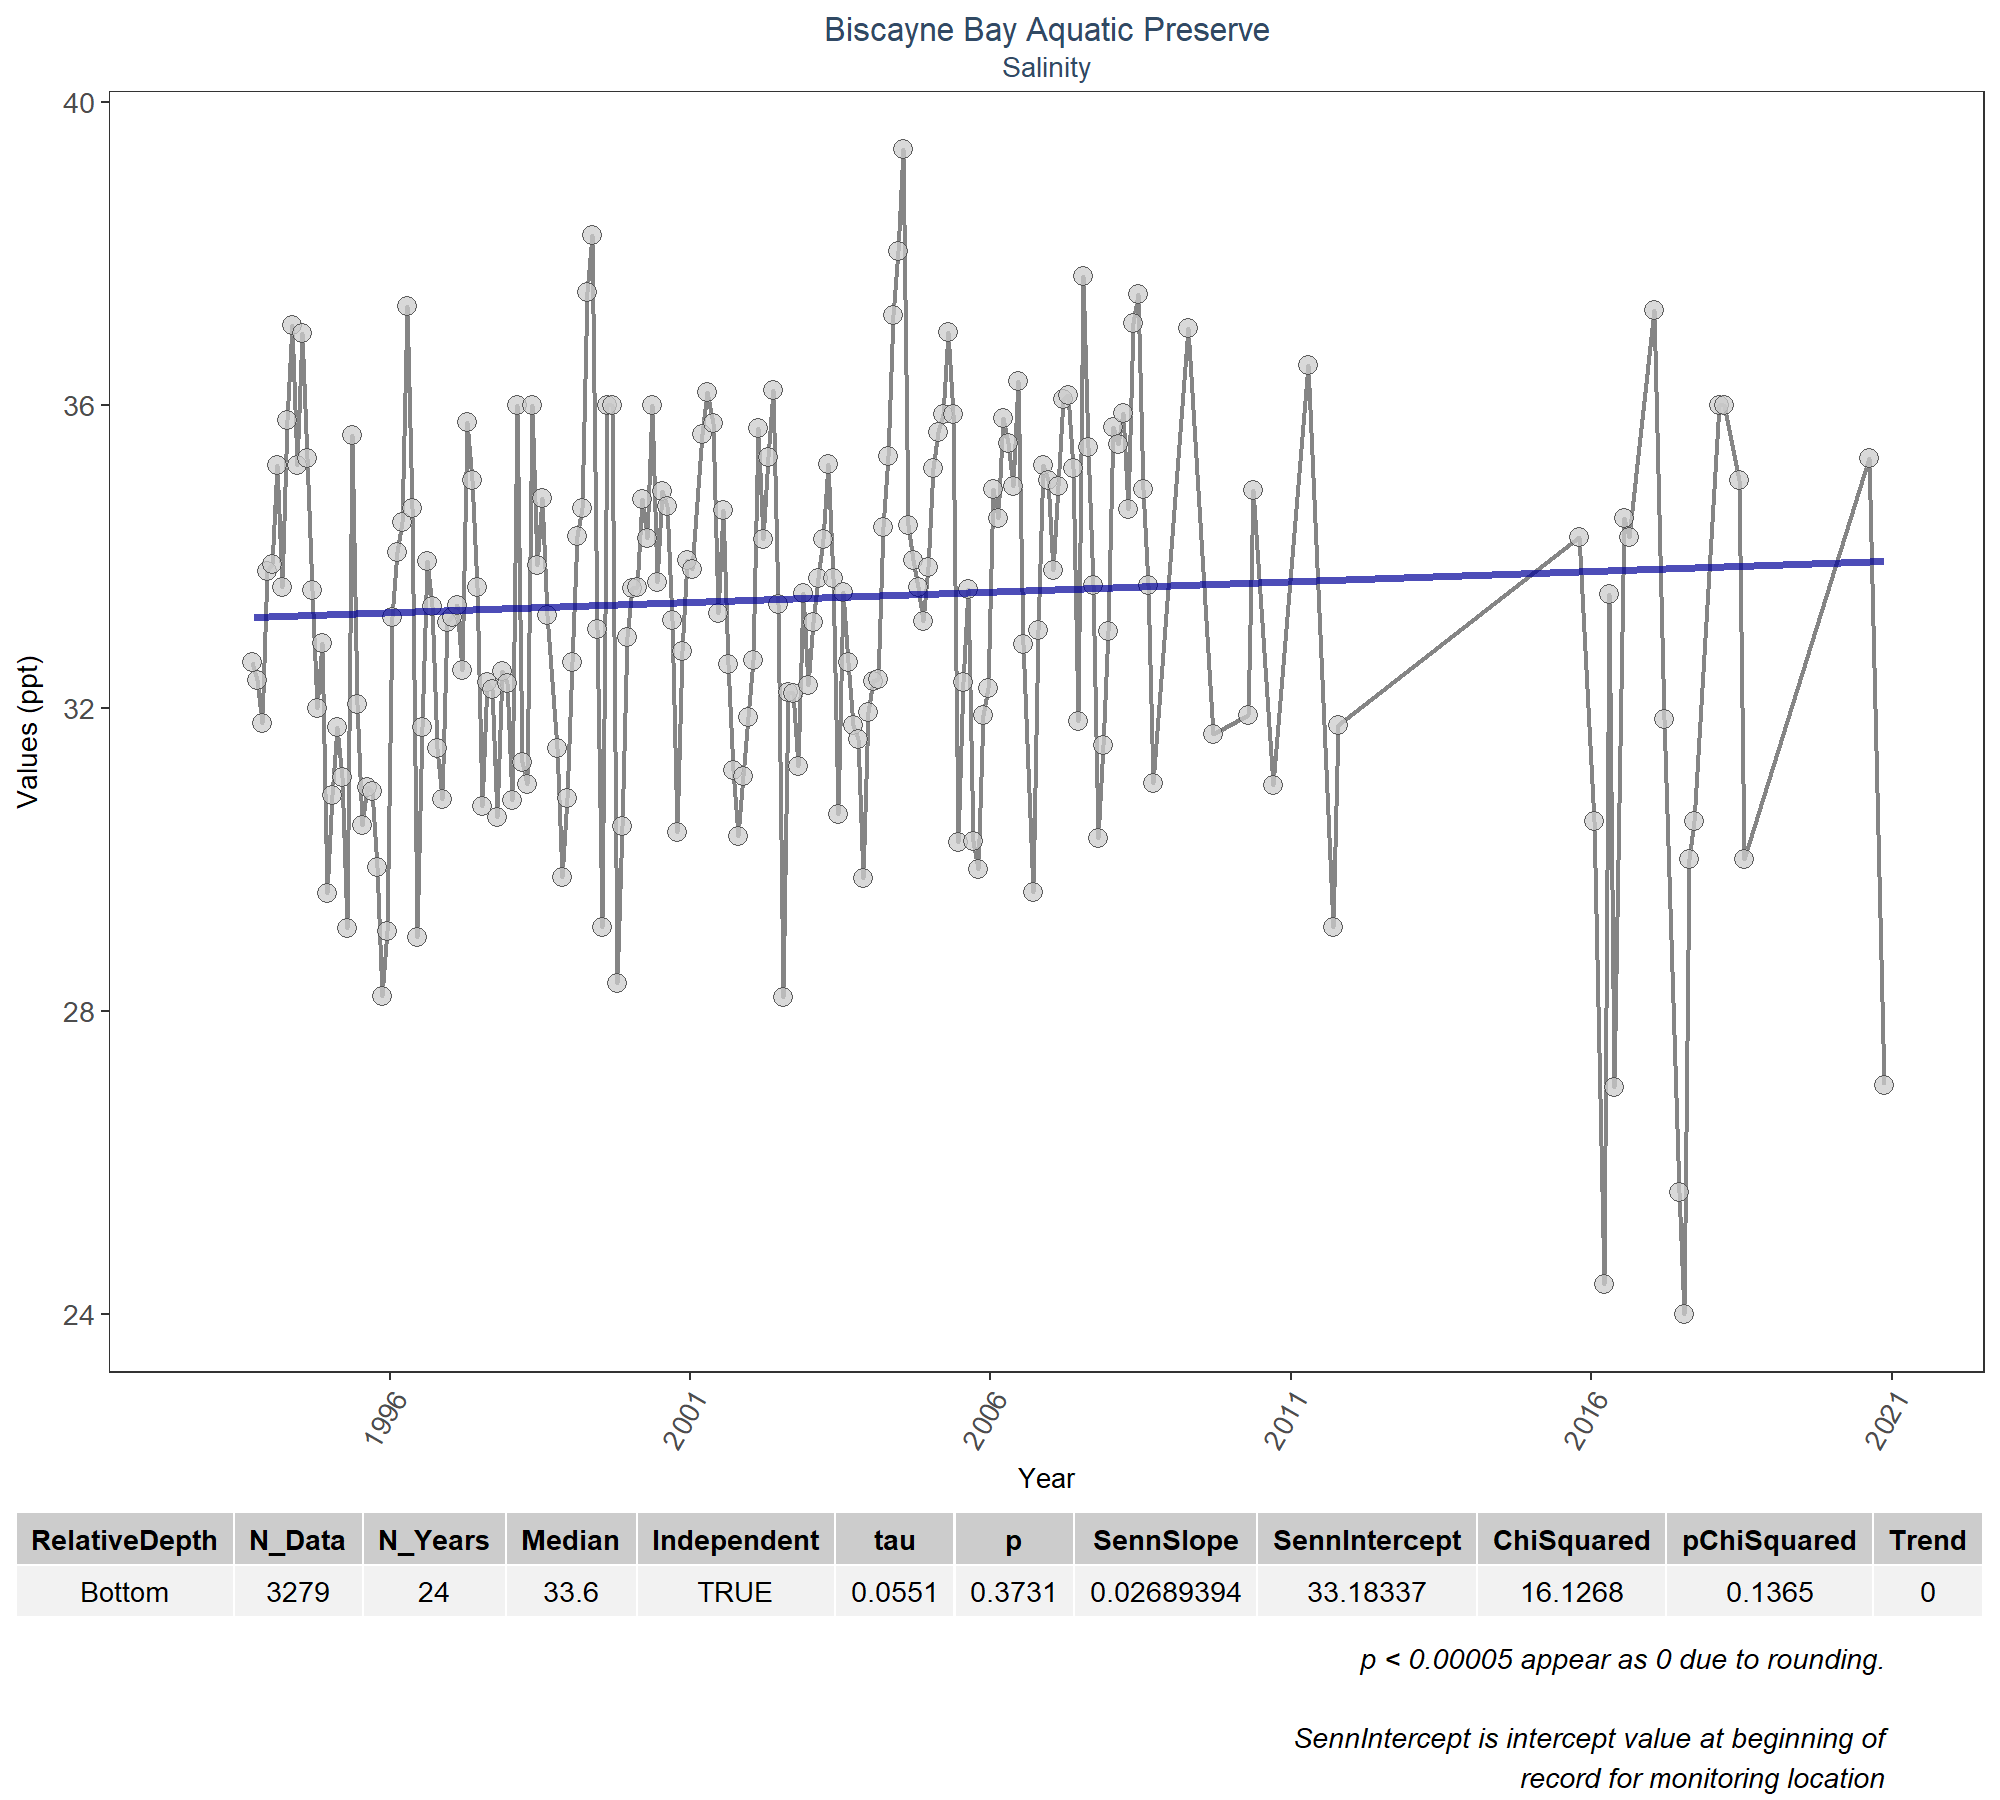 Biscayne Bay Aquatic Preserve
Salinity
40
36
32
28
24
Values (ppt)
1996
2001
2006
2011
2016
2021
Year
RelativeDepth N_Data N_Years Median Independent tau p SennSlope SennIntercept ChiSquared pChiSquared Trend
Bottom 3279 24 33.6 TRUE 0.0551 0.3731 0.02689394 33.18337 16.1268 0.1365 0
p < 0.00005 appear as 0 due to rounding.
SennIntercept is intercept value at beginning of
record for monitoring location